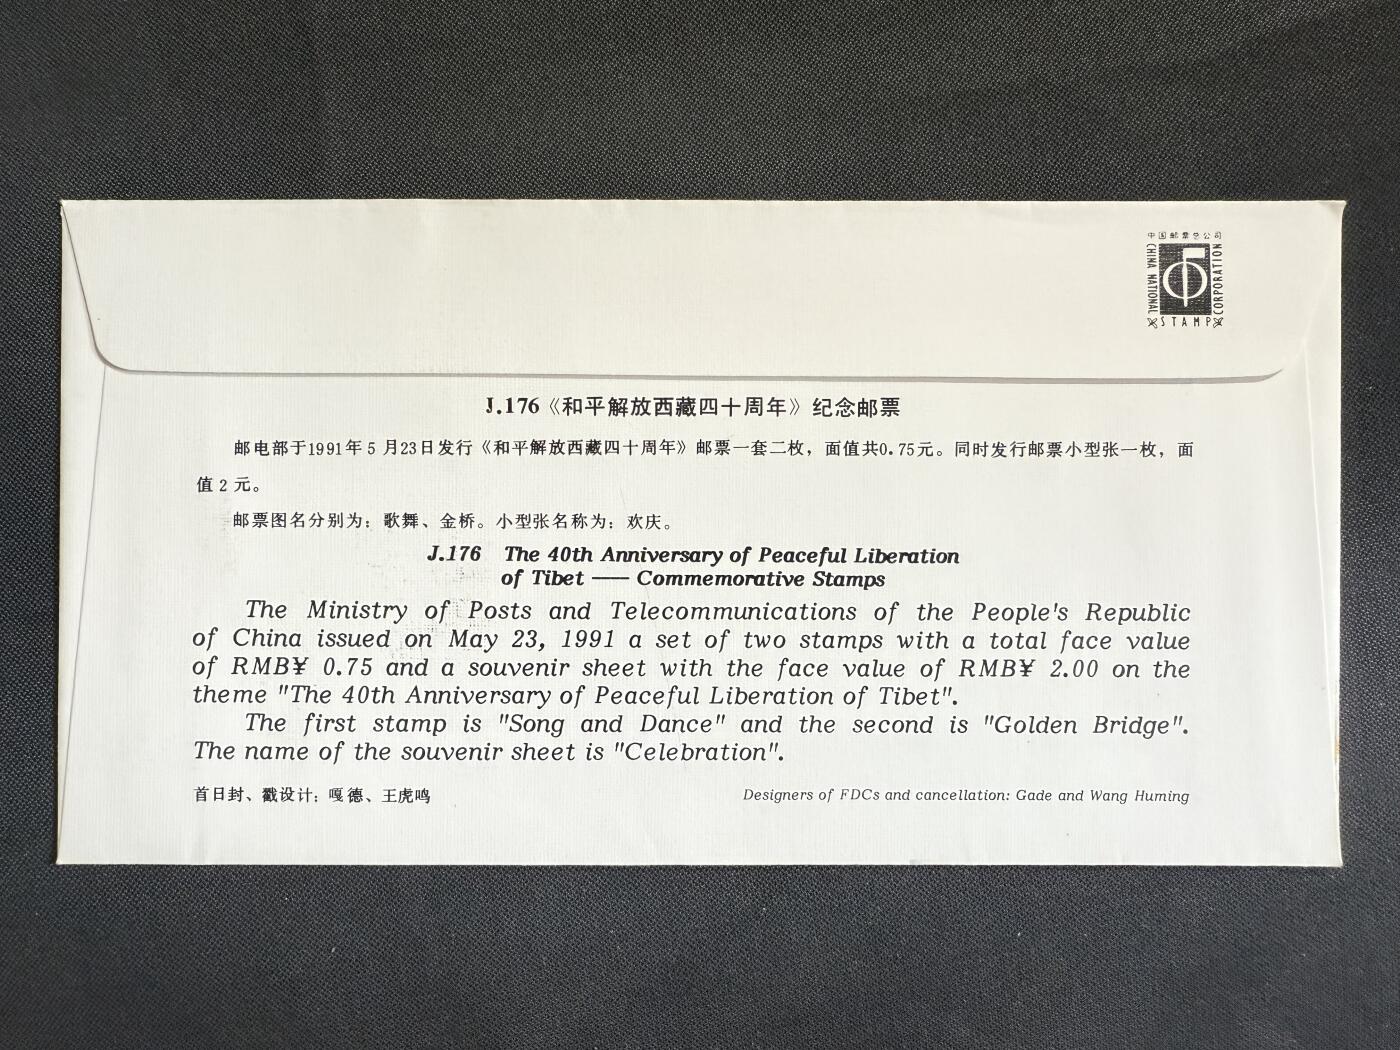 中国邮票总公司
CHINA NATIONAL
STAMP
CORPORATION
J.176《和平解放西藏四十周年》纪念邮票
邮电部于1991年5月23日发行《和平解放西藏四十周年》邮票一套二枚，面值共0.75元。同时发行邮票小型张一枚，面
值2元。
邮票图名分别为：歌舞、金桥。小型张名称为：欢庆。
J.176 The 40th Anniversary of Peaceful Liberation
of Tibet —— Commemorative Stamps
The Ministry of Posts and Telecommunications of the People's Republic
of China issued on May 23, 1991 a set of two stamps with a total face value
of RMB¥ 0.75 and a souvenir sheet with the face value of RMB¥ 2.00 on the
theme "The 40th Anniversary of Peaceful Liberation of Tibet".
The first stamp is "Song and Dance" and the second is "Golden Bridge".
The name of the souvenir sheet is "Celebration".
首日封、戳设计：嘎德、王虎鸣
Designers of FDCs and cancellation: Gade and Wang Huming